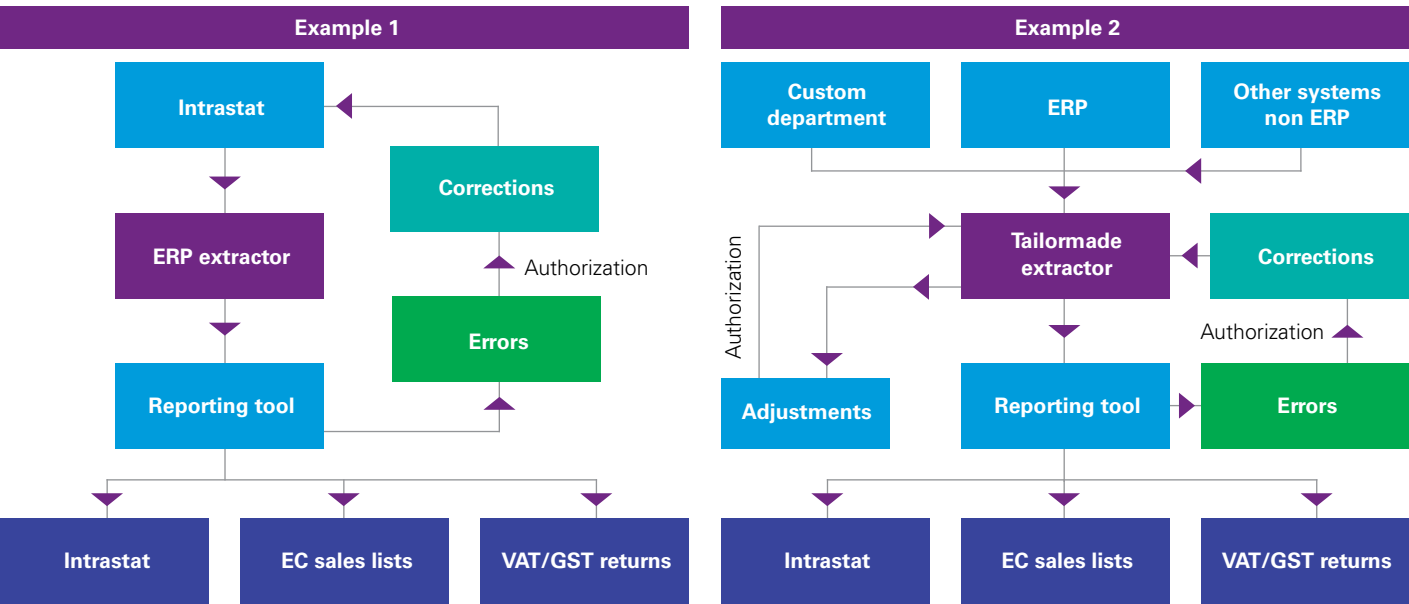 Example 1
Intrastat
Corrections
ERP extractor
Authorization
Errors
Reporting tool
Intrastat
EC sales lists
VAT/GST returns
Example 2
Custom
department
ERP
Other systems
non ERP
Authorization
Tailormade
extractor
Corrections
Authorization
Adjustments
Reporting tool
Errors
Intrastat
EC sales lists
VAT/GST returns